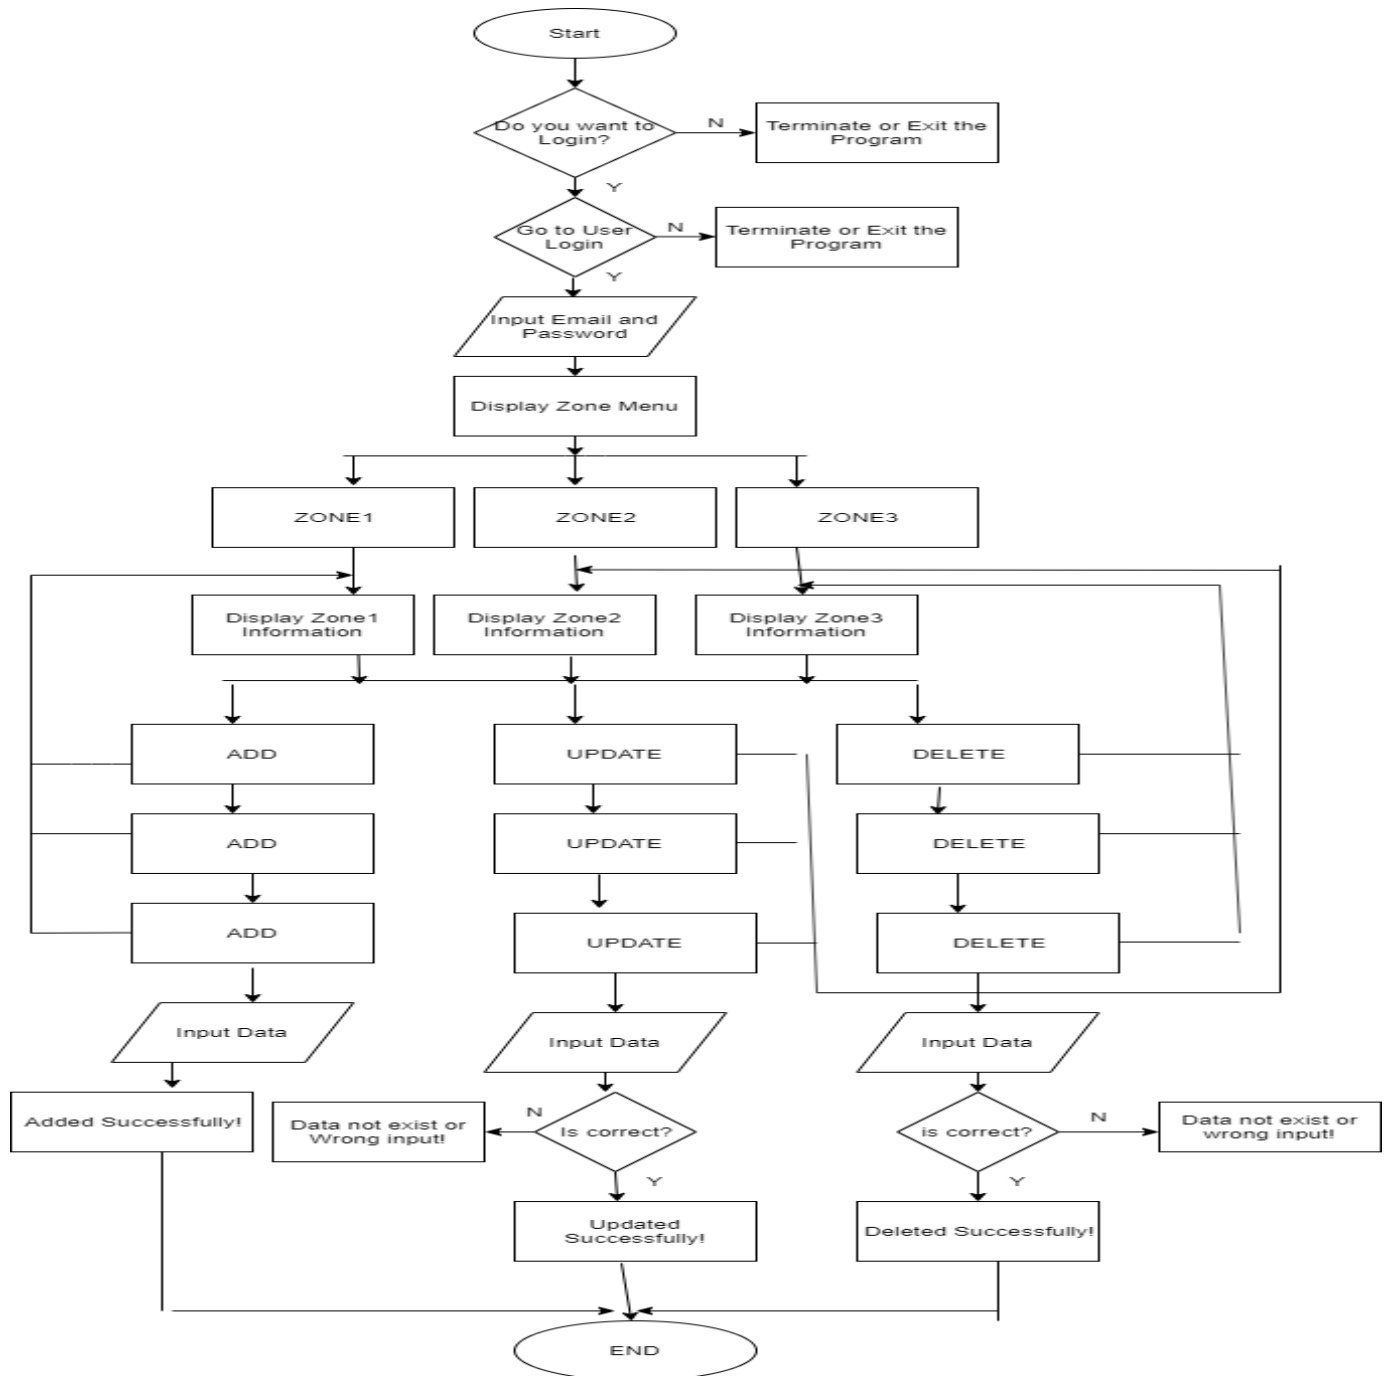 Start
Do you want to
Login?
N
Terminate or Exit the
Program
Y
Go to User
Login
N
Terminate or Exit the
Program
Y
Input Email and
Password
Display Zone Menu
ZONE1
ZONE2
ZONE3
Display Zone1
Information
Display Zone2
Information
Display Zone3
Information
ADD
UPDATE
DELETE
ADD
UPDATE
DELETE
ADD
UPDATE
DELETE
Input Data
Input Data
Input Data
Added Successfully!
Data not exist or
Wrong input!
N
Is correct?
is correct?
N
Data not exist or
wrong input!
Y
Y
Updated
Successfully!
Deleted Successfully!
END